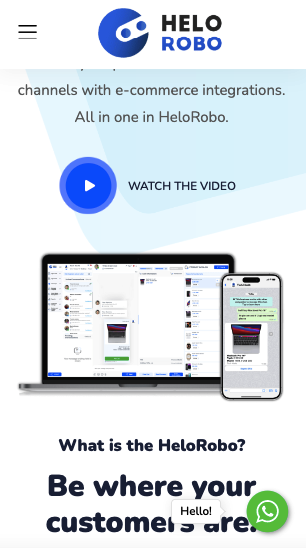 HELO
ROBO
channels with e-commerce integrations.
All in one in HeloRobo.
WATCH THE VIDEO
What is the HeloRobo?
Be where your
customers are.
Hello!